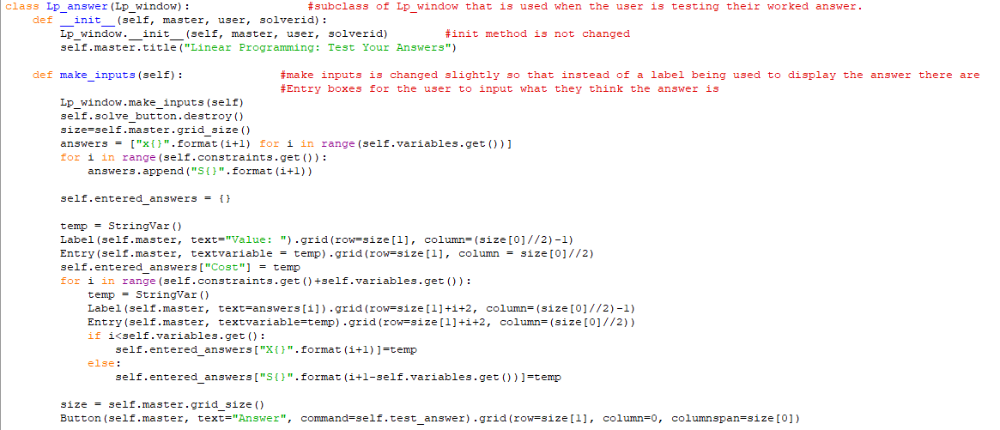 class Lp_answer(Lp_window):                 #subclass of Lp_window that is used when the user is testing their worked answer.
    def __init__(self, master, user, solverid):
        Lp_window.__init__(self, master, user, solverid)        #init method is not changed
        self.master.title("Linear Programming: Test Your Answers")

    def make_inputs(self):              #make inputs is changed slightly so that instead of a label being used to display the answer there are
                                        #Entry boxes for the user to input what they think the answer is
        Lp_window.make_inputs(self)
        self.solve_button.destroy()
        size=self.master.grid_size()
        answers = ["x{}".format(i+1) for i in range(self.variables.get())]
        for i in range(self.constraints.get()):
            answers.append("S{}".format(i+1))

        self.entered_answers = {}

        temp = StringVar()
        Label(self.master, text="Value: ").grid(row=size[1], column=(size[0]//2)-1)
        Entry(self.master, textvariable = temp).grid(row=size[1], column = size[0]//2)
        self.entered_answers["Cost"] = temp
        for i in range(self.constraints.get()+self.variables.get()):
            temp = StringVar()
            Label(self.master, text=answers[i]).grid(row=size[1]+i+2, column=(size[0]//2)-1)
            Entry(self.master, textvariable=temp).grid(row=size[1]+i+2, column=(size[0]//2))
            if i<self.variables.get():
                self.entered_answers["X{}".format(i+1)]=temp
            else:
                self.entered_answers["S{}".format(i+1-self.variables.get())]=temp

        size = self.master.grid_size()
        Button(self.master, text="Answer", command=self.test_answer).grid(row=size[1], column=0, columnspan=size[0])